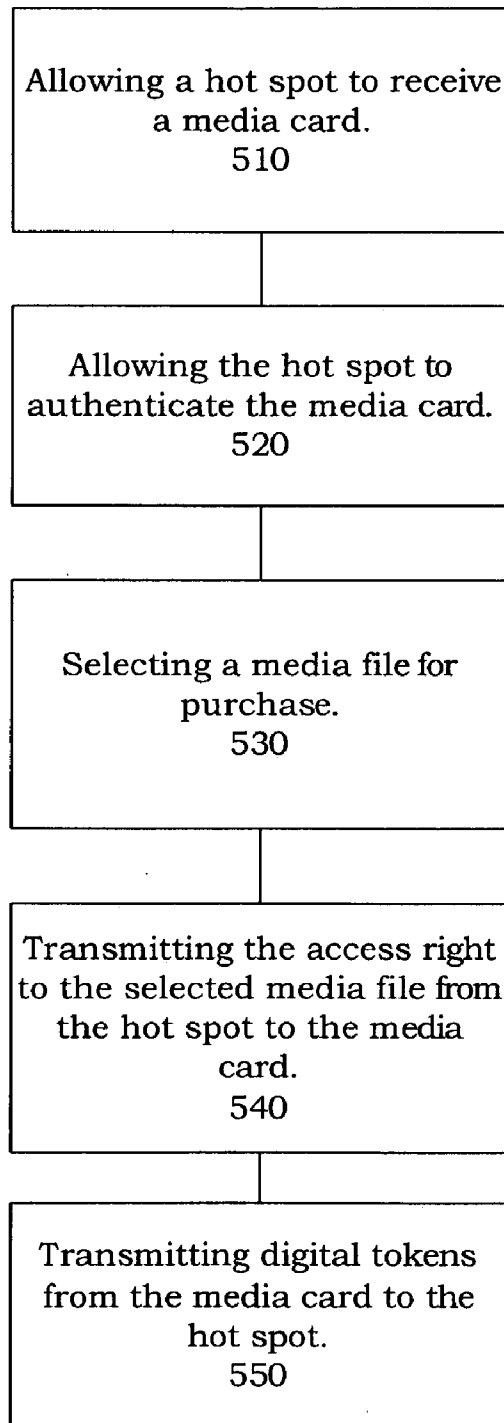 Allowing a hot spot to receive
a media card.
510
Allowing the hot spot to
authenticate the media card.
520
Selecting a media file for
purchase.
530
Transmitting the access right
to the selected media file from
the hot spot to the media
card.
540
Transmitting digital tokens
from the media card to the
hot spot.
550